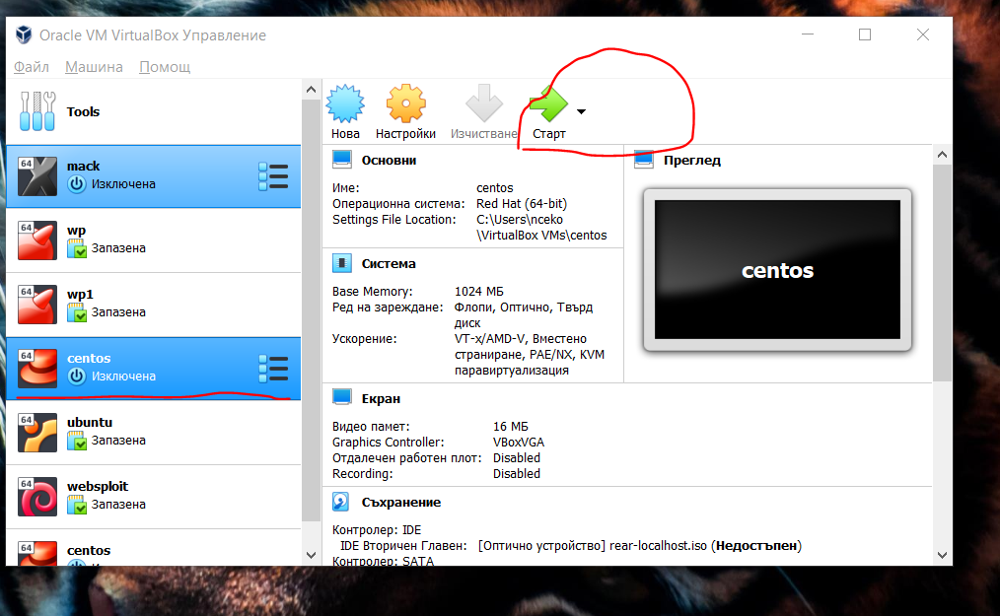 Oracle VM VirtualBox Управление
Файл Машина Помощ
Tools
64
mack
Изключена
64
wp
Запазена
64
wp1
Запазена
64
centos
Изключена
64
ubuntu
Запазена
64
websploit
Запазена
64
centos
Нова Настройки Изчистване Старт
Основни
Име: centos
Операционна система: Red Hat (64-bit)
Settings File Location: C:\Users\nceko
\VirtualBox VMs\centos
Преглед
centos
Система
Base Memory: 1024 МБ
Ред на зареждане: Флопи, Оптично, Твърд
диск
Ускорение: VT-x/AMD-V, Вместено
страниране, PAE/NX, KVM
паравиртуализация
Екран
Видео памет: 16 МБ
Graphics Controller: VBoxVGA
Отдалечен работен плот: Disabled
Recording: Disabled
Съхранение
Контролер: IDE
IDE Вторичен Главен: [Оптично устройство] rear-localhost.iso (Недостъпен)
Контролер: SATA